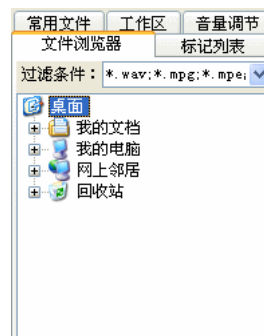 常用文件 工作区 音量调节
文件浏览器 标记列表
过滤条件： *.wav;*.mpg;*.mpe;
桌面
我的文档
我的电脑
网上邻居
回收站